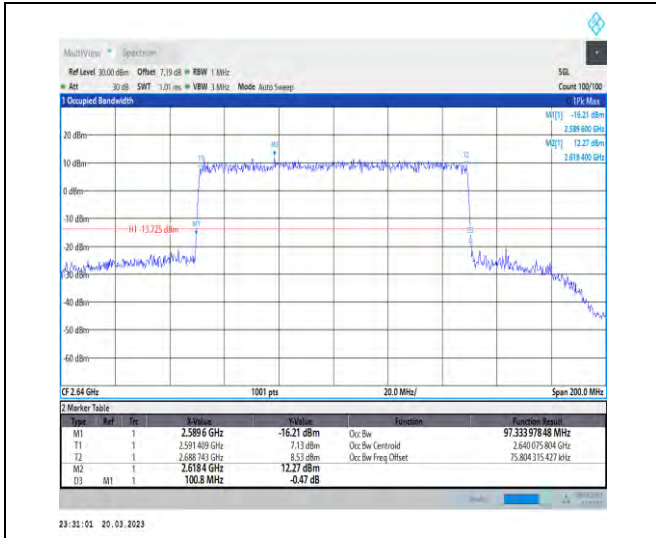 MultiView Spectrum
Ref Level 30.00 dBm Offset 7.19 dB RBW 1 MHz SGL
Att 30 dB SWT 1.01 ms VBW 3 MHz Mode Auto Sweep Count 100/100
1 Occupied Bandwidth 1Pk Max
M1[1] -16.21 dBm
2.589 600 GHz
M2[1] 12.27 dBm
2.618 400 GHz
20 dBm
M2
T1
T2
10 dBm
0 dBm
-10 dBm
H1 -13.725 dBm
M1
D3
-20 dBm
-30 dBm
-40 dBm
-50 dBm
-60 dBm
CF 2.64 GHz 1001 pts 20.0 MHz/ Span 200.0 MHz
2 Marker Table
Type Ref Trc X-Value Y-Value Function Function Result
M1 1 2.589 6 GHz -16.21 dBm Occ Bw 97.333 978 48 MHz
T1 1 2.591 409 GHz 7.13 dBm Occ Bw Centroid 2.640 075 804 GHz
T2 1 2.688 743 GHz 8.53 dBm Occ Bw Freq Offset 75.804 315 427 kHz
M2 1 2.618 4 GHz 12.27 dBm
D3 M1 1 100.8 MHz -0.47 dB
23:31:01 20.03.2023